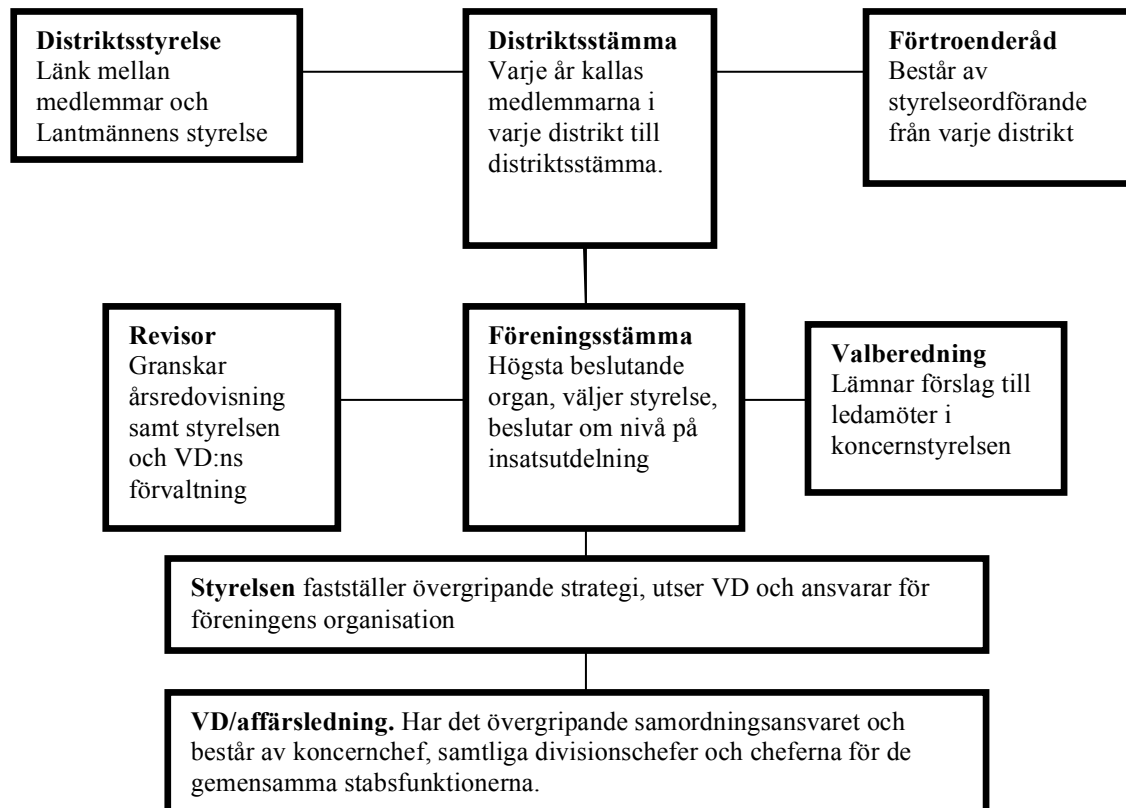 Distriktsstyrelse
Länk mellan
medlemmar och
Lantmännens styrelse
Distriktsstämma
Varje år kallas
medlemmarna i
varje distrikt till
distriktsstämma.
Förtroenderåd
Består av
styrelseordförande
från varje distrikt
Revisor
Granskar
årsredovisning
samt styrelsen
och VD:ns
förvaltning
Föreningsstämma
Högsta beslutande
organ, väljer styrelse,
beslutar om nivå på
insatsutdelning
Valberedning
Lämnar förslag till
ledamöter i
koncernstyrelsen
Styrelsen fastställer övergripande strategi, utser VD och ansvarar för
föreningens organisation
VD/affärsledning. Har det övergripande samordningsansvaret och
består av koncernchef, samtliga divisionschefer och cheferna för de
gemensamma stabsfunktionerna.